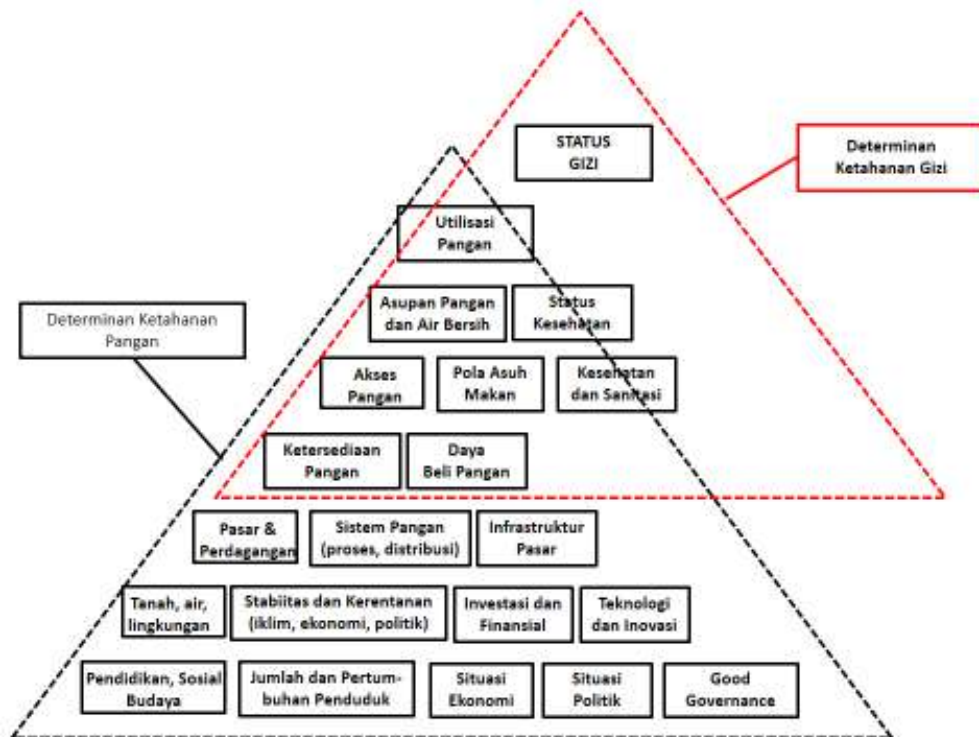 STATUS
GIZI
Determinan
Ketahanan Gizi
Utilisasi
Pangan
Determinan Ketahanan
Pangan
Asupan Pangan
dan Air Bersih
Status
Kesehatan
Akses
Pangan
Pola Asuh
Makan
Kesehatan
dan Sanitasi
Ketersediaan
Pangan
Daya
Beli Pangan
Pasar &
Perdagangan
Sistem Pangan
(proses, distribusi)
Infrastruktur
Pasar
Tanah, air,
lingkungan
Stabiitas dan Kerentanan
(iklim, ekonomi, politik)
Investasi dan
Finansial
Teknologi
dan Inovasi
Pendidikan, Sosial
Budaya
Jumlah dan Pertum-
buhan Penduduk
Situasi
Ekonomi
Situasi
Politik
Good
Governance